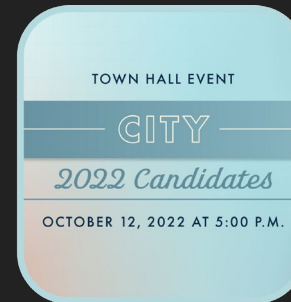 TOWN HALL EVENT
CITY
2022 Candidates
OCTOBER 12, 2022 AT 5:00 P.M.